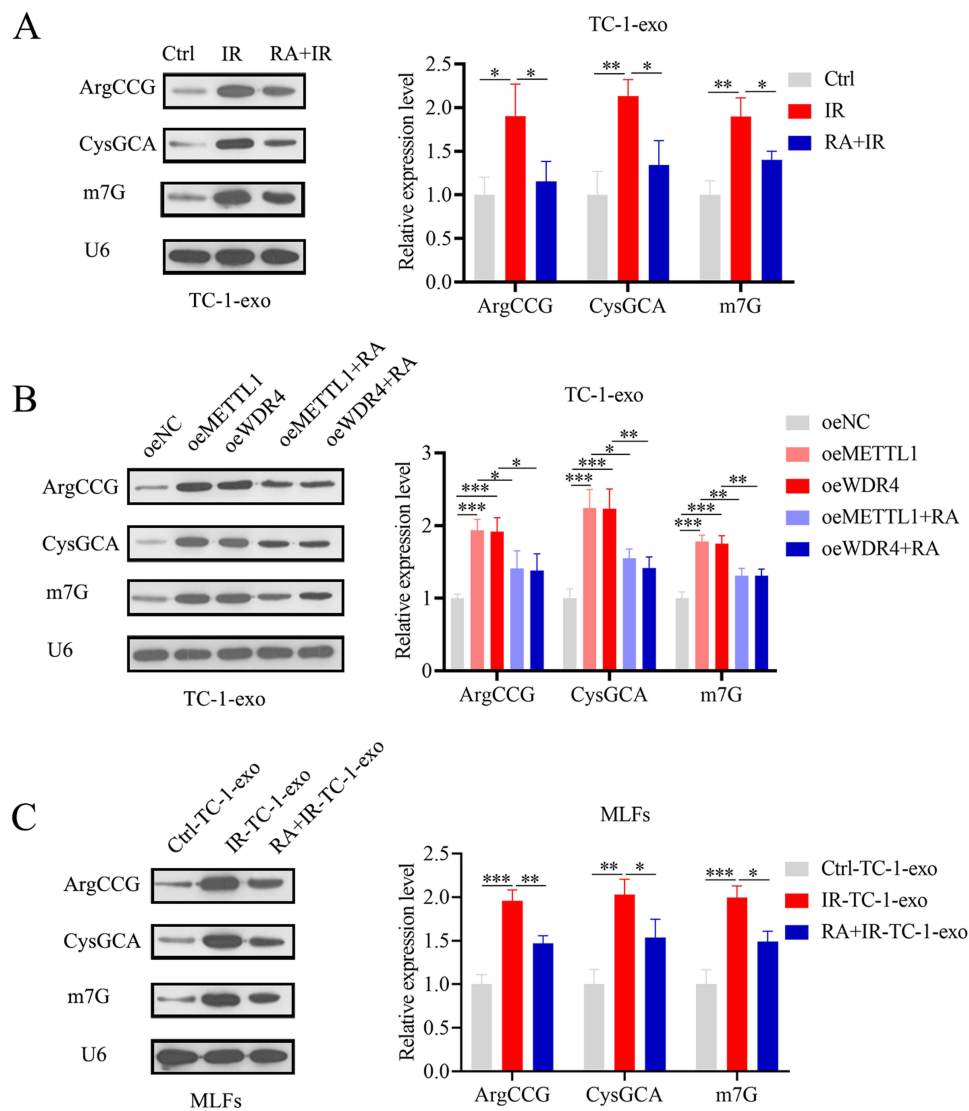 A
Ctrl IR RA+IR
ArgCCG
CysGCA
m7G
U6
TC-1-exo
TC-1-exo
Relative expression level
2.5
2.0
1.5
1.0
0.5
0.0
* * ** * ** *
ArgCCG CysGCA m7G
Ctrl
IR
RA+IR
B
oeNC oeMETTL1 oeWDR4 oeMETTL1+RA oeWDR4+RA
ArgCCG
CysGCA
m7G
U6
TC-1-exo
TC-1-exo
Relative expression level
3
2
1
0
*** *** * *
*** *** * **
*** *** ** **
ArgCCG CysGCA m7G
oeNC
oeMETTL1
oeWDR4
oeMETTL1+RA
oeWDR4+RA
C
Ctrl-TC-1-exo IR-TC-1-exo RA+IR-TC-1-exo
ArgCCG
CysGCA
m7G
U6
MLFs
MLFs
Relative expression level
2.5
2.0
1.5
1.0
0.5
0.0
*** ** ** * *** *
ArgCCG CysGCA m7G
Ctrl-TC-1-exo
IR-TC-1-exo
RA+IR-TC-1-exo